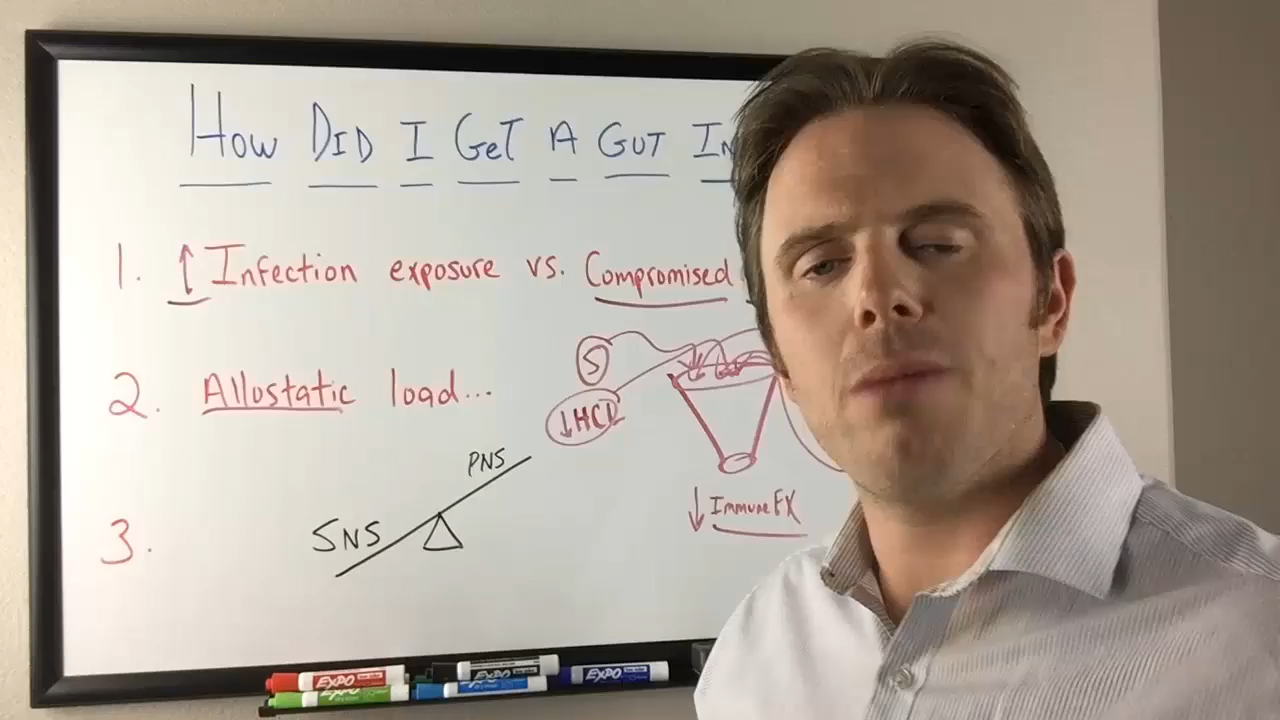 How DID I GeT A GUT IN
1. ↑ Infection exposure vs. Compromised
2. Allostatic load...
S
↓HCL
PNS
SNS
↓ Immune FX
3.
EXPO
EXPO
EXPO